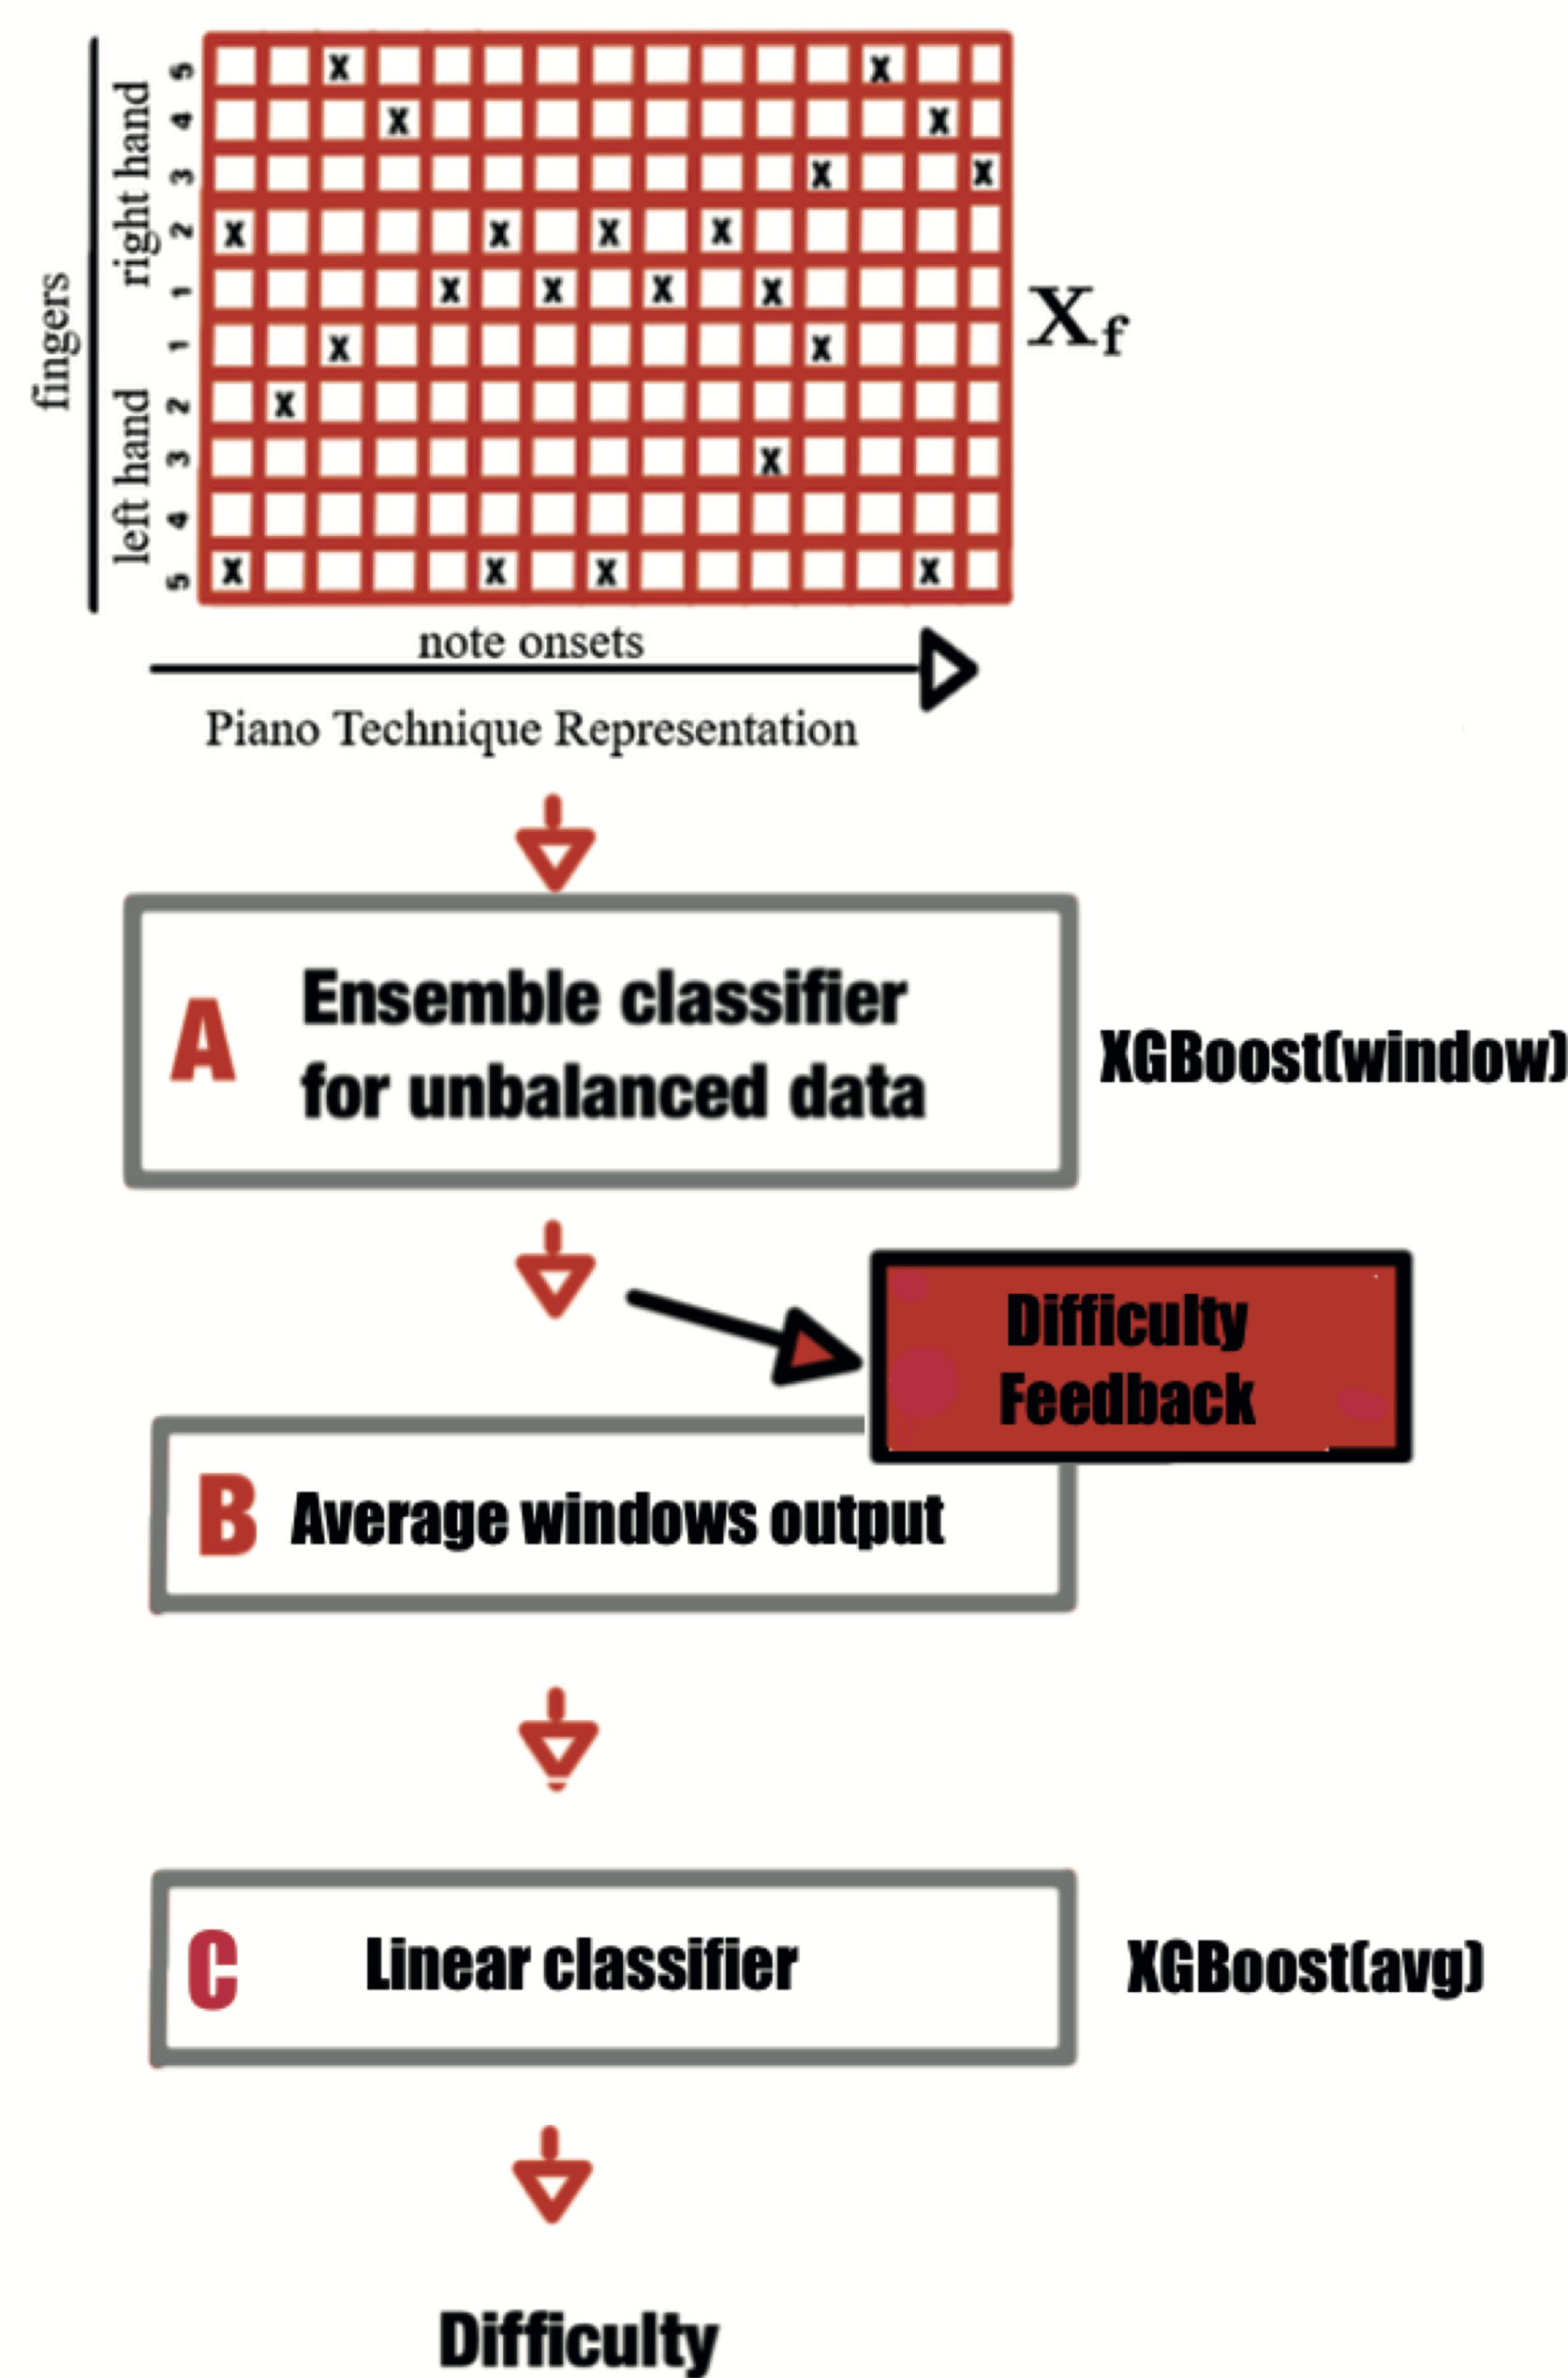 fingers
right hand
left hand
5 X X
4 X X
3 X X
2 X X X X
1 X X X X
1 X X
2 X
3 X
4
5 X X X X
X_f
note onsets
Piano Technique Representation
A
Ensemble classifier
for unbalanced data
XGBoost(window)
Difficulty
Feedback
B Average windows output
C Linear classifier
XGBoost(avg)
Difficulty